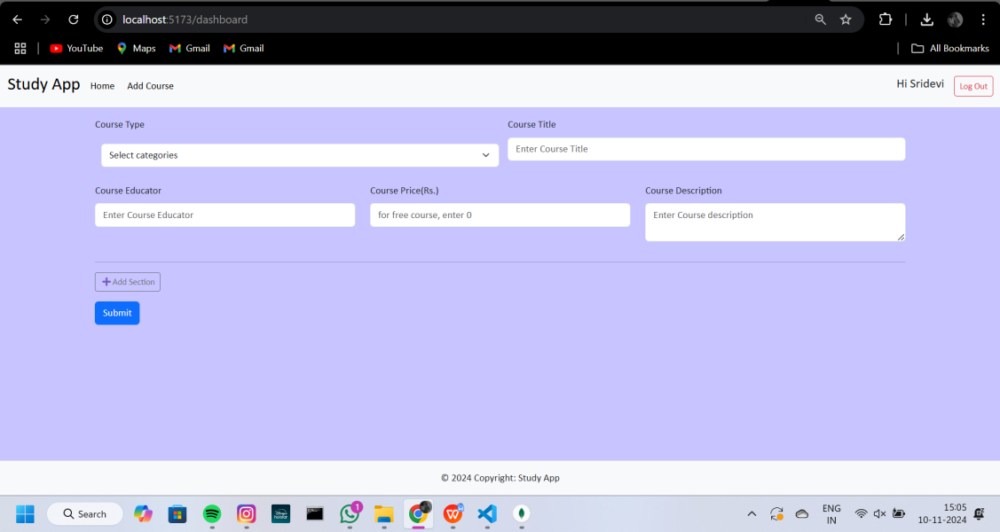 localhost:5173/dashboard
YouTube Maps Gmail Gmail All Bookmarks
Study App Home Add Course Hi Sridevi Log Out
Course Type Course Title
Select categories Enter Course Title
Course Educator Course Price(Rs.) Course Description
Enter Course Educator for free course, enter 0 Enter Course description
Add Section
Submit
© 2024 Copyright: Study App
Search 1 ENG 15:05
IN 10-11-2024